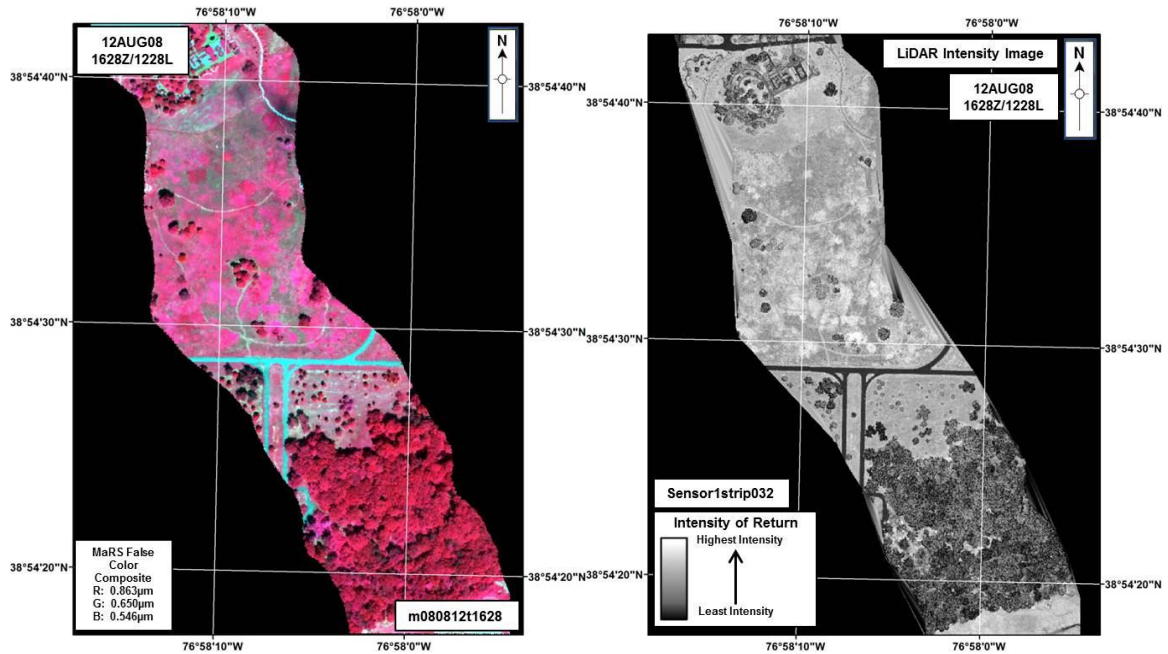 76°58'10"W
76°58'0"W
12AUG08
1628Z/1228L
N
38°54'40"N
38°54'40"N
38°54'30"N
38°54'30"N
38°54'20"N
38°54'20"N
MaRS False
Color
Composite
R: 0.863µm
G: 0.650µm
B: 0.546µm
m080812t1628
76°58'10"W
76°58'0"W
76°58'10"W
76°58'0"W
LiDAR Intensity Image
12AUG08
1628Z/1228L
N
38°54'40"N
38°54'40"N
38°54'30"N
38°54'30"N
Sensor1strip032
Intensity of Return
Highest Intensity
Least Intensity
38°54'20"N
38°54'20"N
76°58'10"W
76°58'0"W